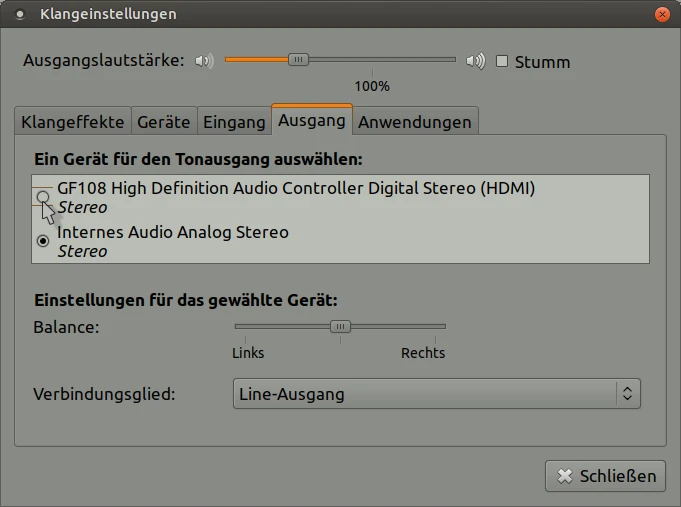 Klangeinstellungen
Ausgangslautstärke: Stumm
100%
Klangeffekte Geräte Eingang Ausgang Anwendungen
Ein Gerät für den Tonausgang auswählen:
GF108 High Definition Audio Controller Digital Stereo (HDMI)
Stereo
Internes Audio Analog Stereo
Stereo
Einstellungen für das gewählte Gerät:
Balance:
Links Rechts
Verbindungsglied: Line-Ausgang
Schließen